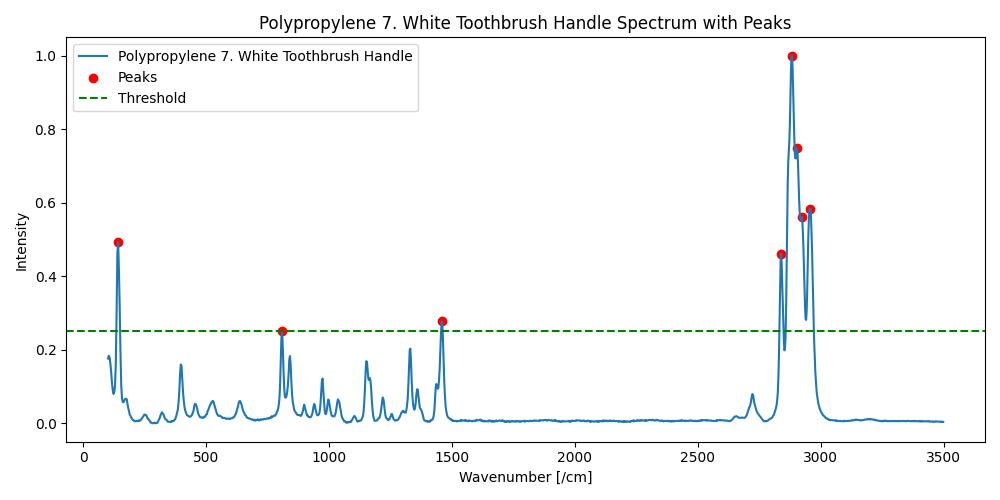 Polypropylene 7. White Toothbrush Handle Spectrum with Peaks
Polypropylene 7. White Toothbrush Handle
Peaks
Threshold
1.0
0.8
0.6
0.4
0.2
0.0
Intensity
0 500 1000 1500 2000 2500 3000 3500
Wavenumber [/cm]